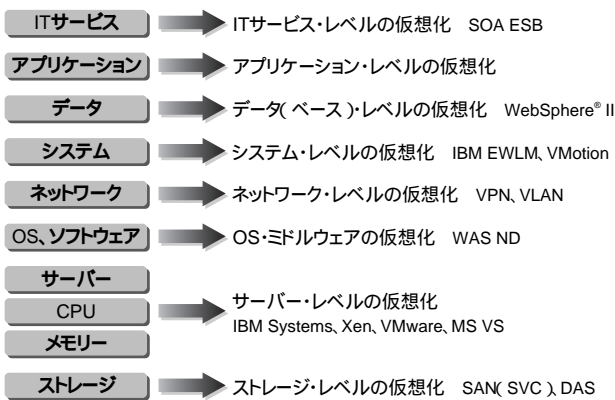 ITサービス ITサービス・レベルの仮想化 SOA ESB
アプリケーション アプリケーション・レベルの仮想化
データ データ(ベース)・レベルの仮想化 WebSphere® II
システム システム・レベルの仮想化 IBM EWLM、VMotion
ネットワーク ネットワーク・レベルの仮想化 VPN、VLAN
OS、ソフトウェア OS・ミドルウェアの仮想化 WAS ND
サーバー
CPU
メモリー
サーバー・レベルの仮想化
IBM Systems、Xen、VMware、MS VS
ストレージ ストレージ・レベルの仮想化 SAN(SVC)、DAS